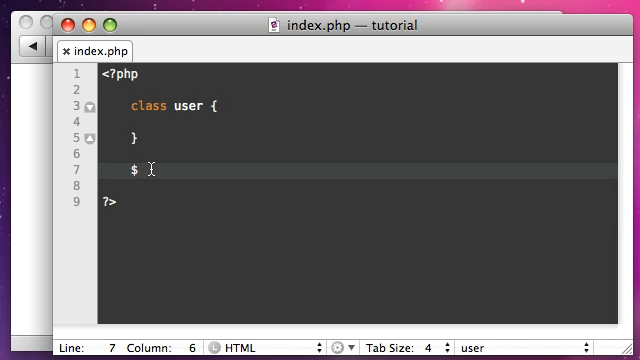 index.php — tutorial
index.php
1 <?php
2
3 class user {
4
5 }
6
7 $
8
9 ?>
Line: 7 Column: 6 L HTML Tab Size: 4 user